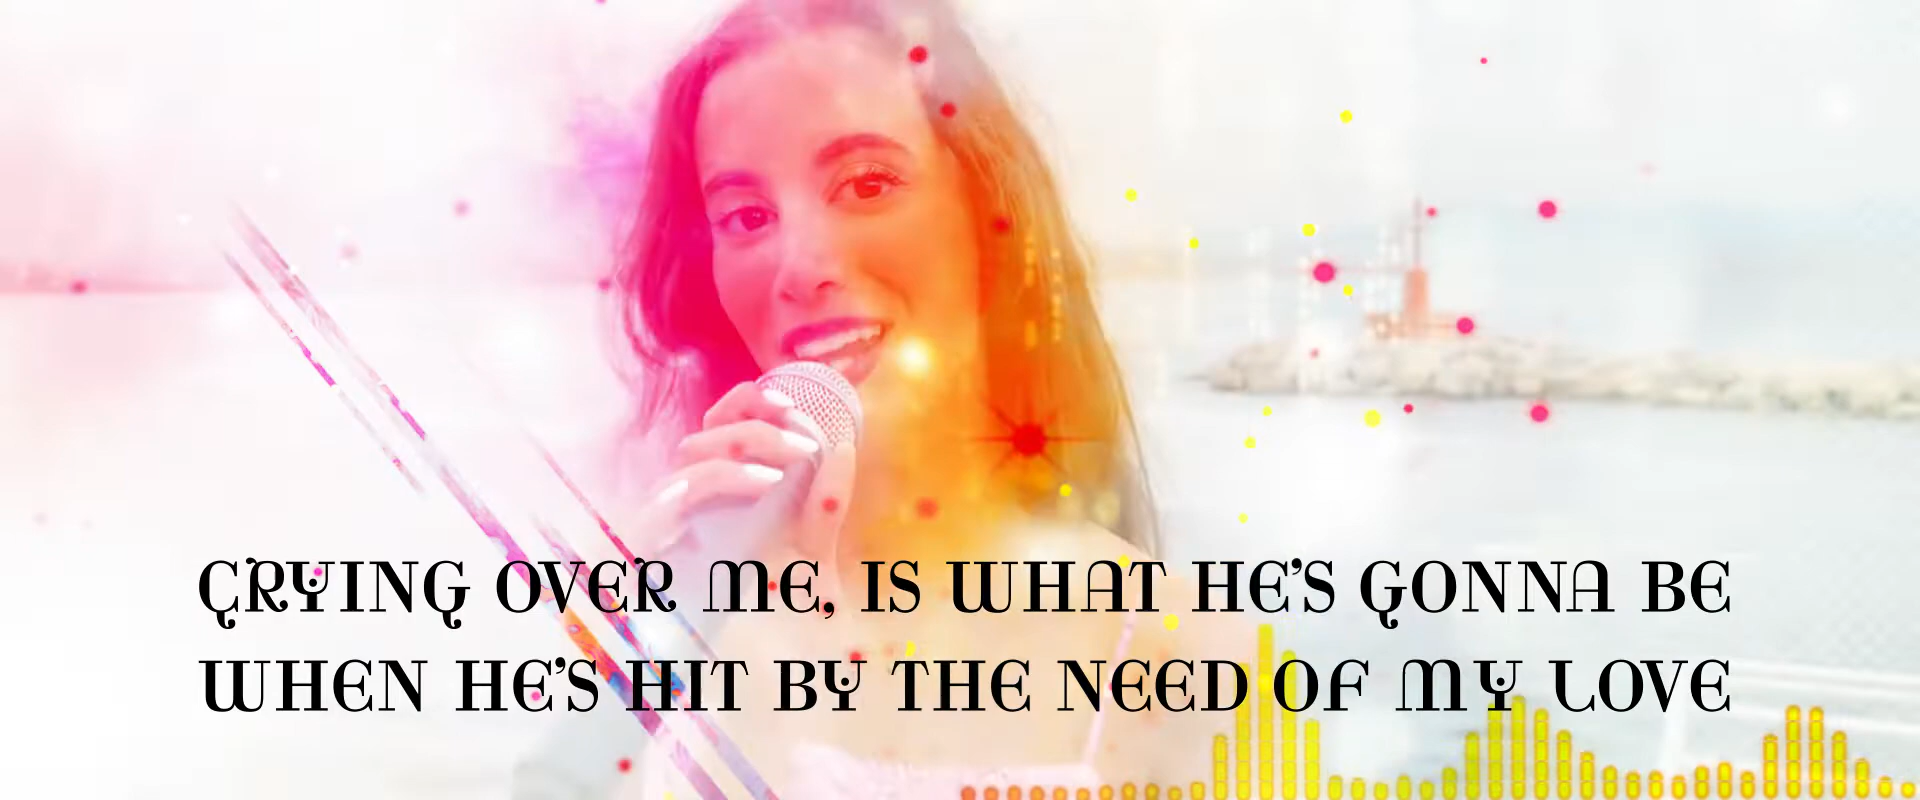 CRYING OVER ME, IS WHAT HE'S GONNA BE
WHEN HE'S HIT BY THE NEED OF MY LOVE